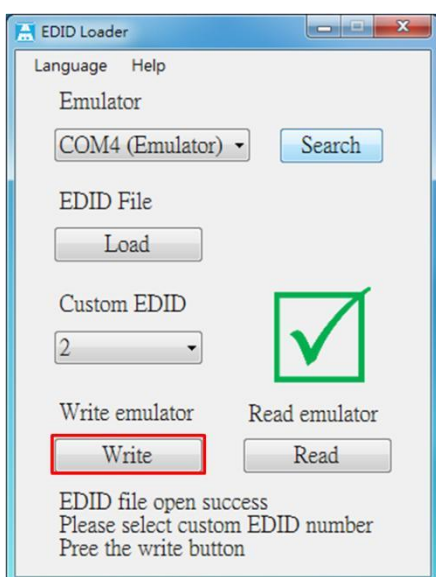 EDID Loader
Language Help
Emulator
COM4 (Emulator) Search
EDID File
Load
Custom EDID
2
Write emulator Read emulator
Write Read
EDID file open success
Please select custom EDID number
Pree the write button